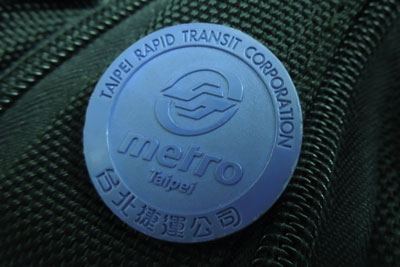 TAIPEI RAPID TRANSIT CORPORATION
metro
Taipei
台北捷運公司